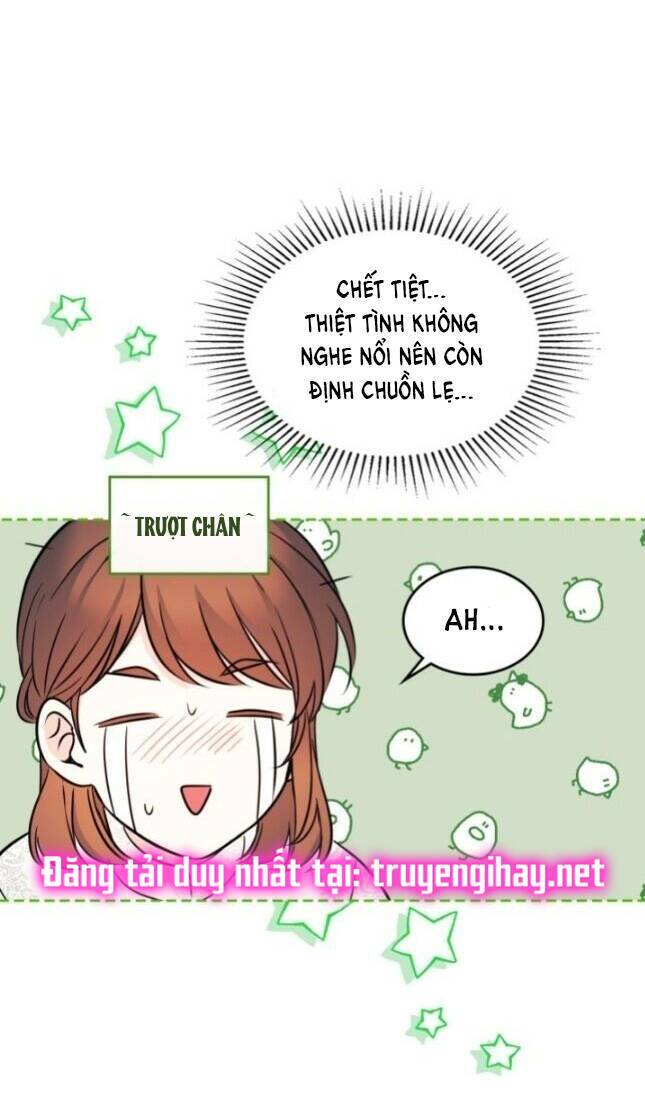 CHẾT TIỆT...
THIỆT TÌNH KHÔNG
NGHE NỔI NÊN CÒN
ĐỊNH CHUỒN LẸ...
~TRƯỢT CHÂN~
AH...
Đăng tải duy nhất tại: truyengihay.net